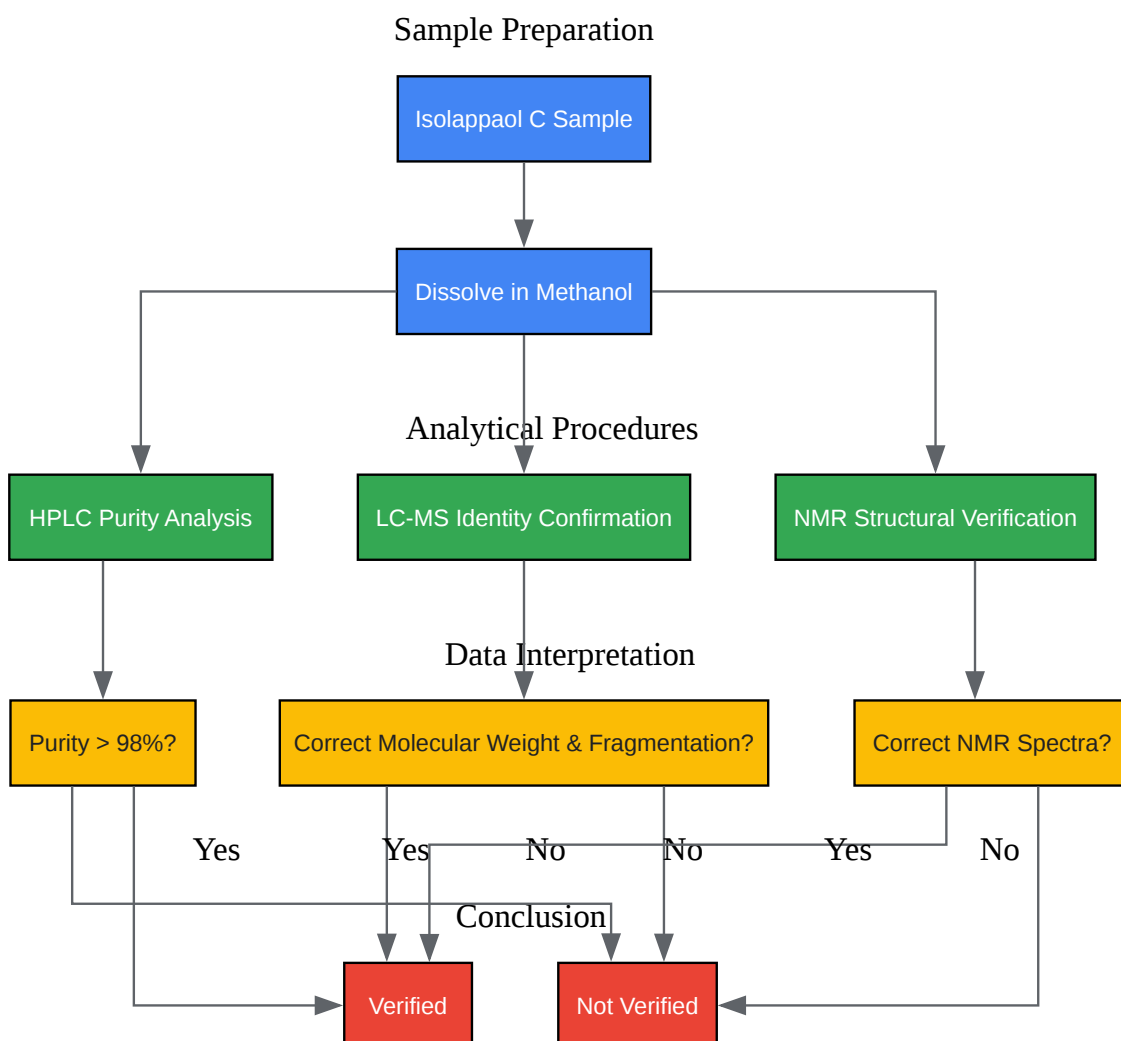 Sample Preparation
Isolappaol C Sample
Dissolve in Methanol
Analytical Procedures
HPLC Purity Analysis
LC-MS Identity Confirmation
NMR Structural Verification
Data Interpretation
Purity > 98%?
Correct Molecular Weight & Fragmentation?
Correct NMR Spectra?
Yes
Yes
No
No
Yes
No
Conclusion
Verified
Not Verified